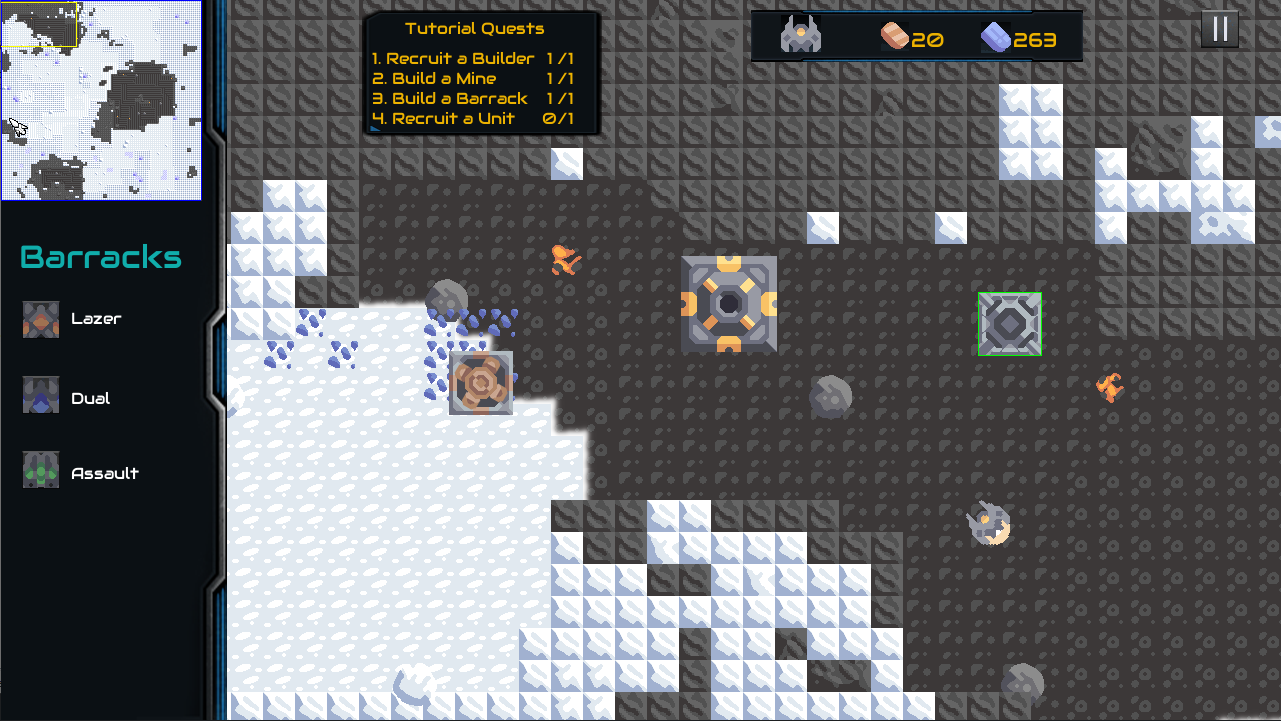 Tutorial Quests
1. Recruit a Builder 1/1
2. Build a Mine 1/1
3. Build a Barrack 1/1
4. Recruit a Unit 0/1
20
263
Barracks
Lazer
Dual
Assault